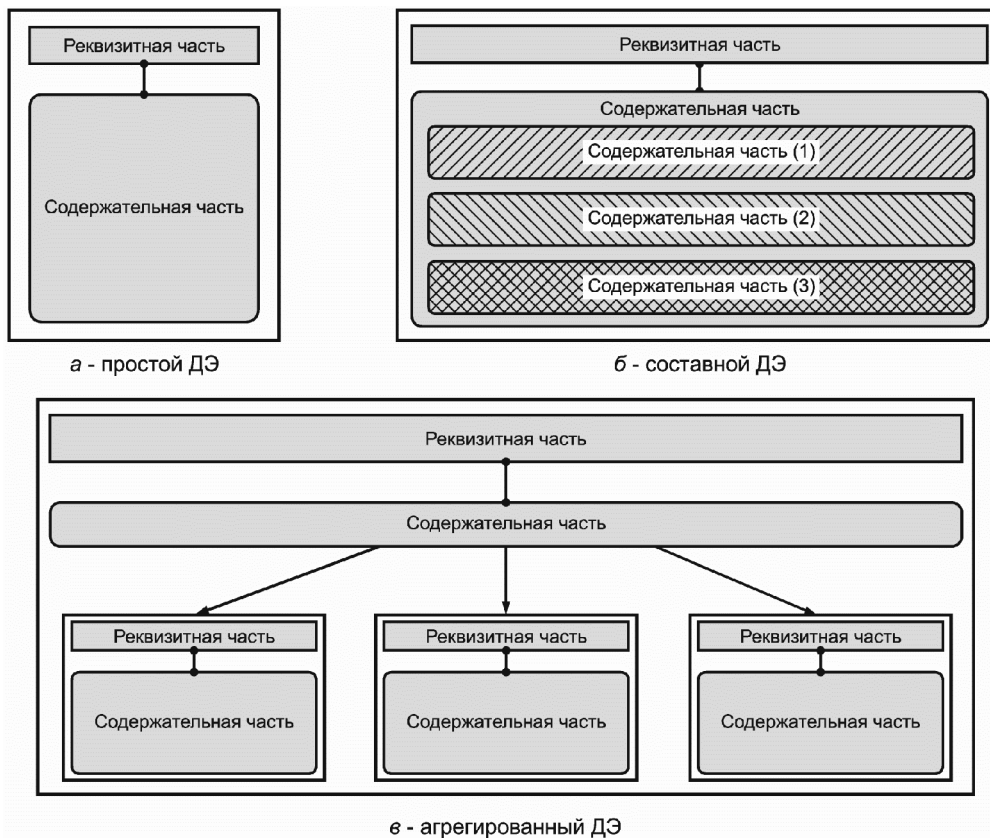 Реквизитная часть
Содержательная часть
а - простой ДЭ
Реквизитная часть
Содержательная часть
Содержательная часть (1)
Содержательная часть (2)
Содержательная часть (3)
б - составной ДЭ
Реквизитная часть
Содержательная часть
Реквизитная часть
Содержательная часть
Реквизитная часть
Содержательная часть
Реквизитная часть
Содержательная часть
в - агрегированный ДЭ